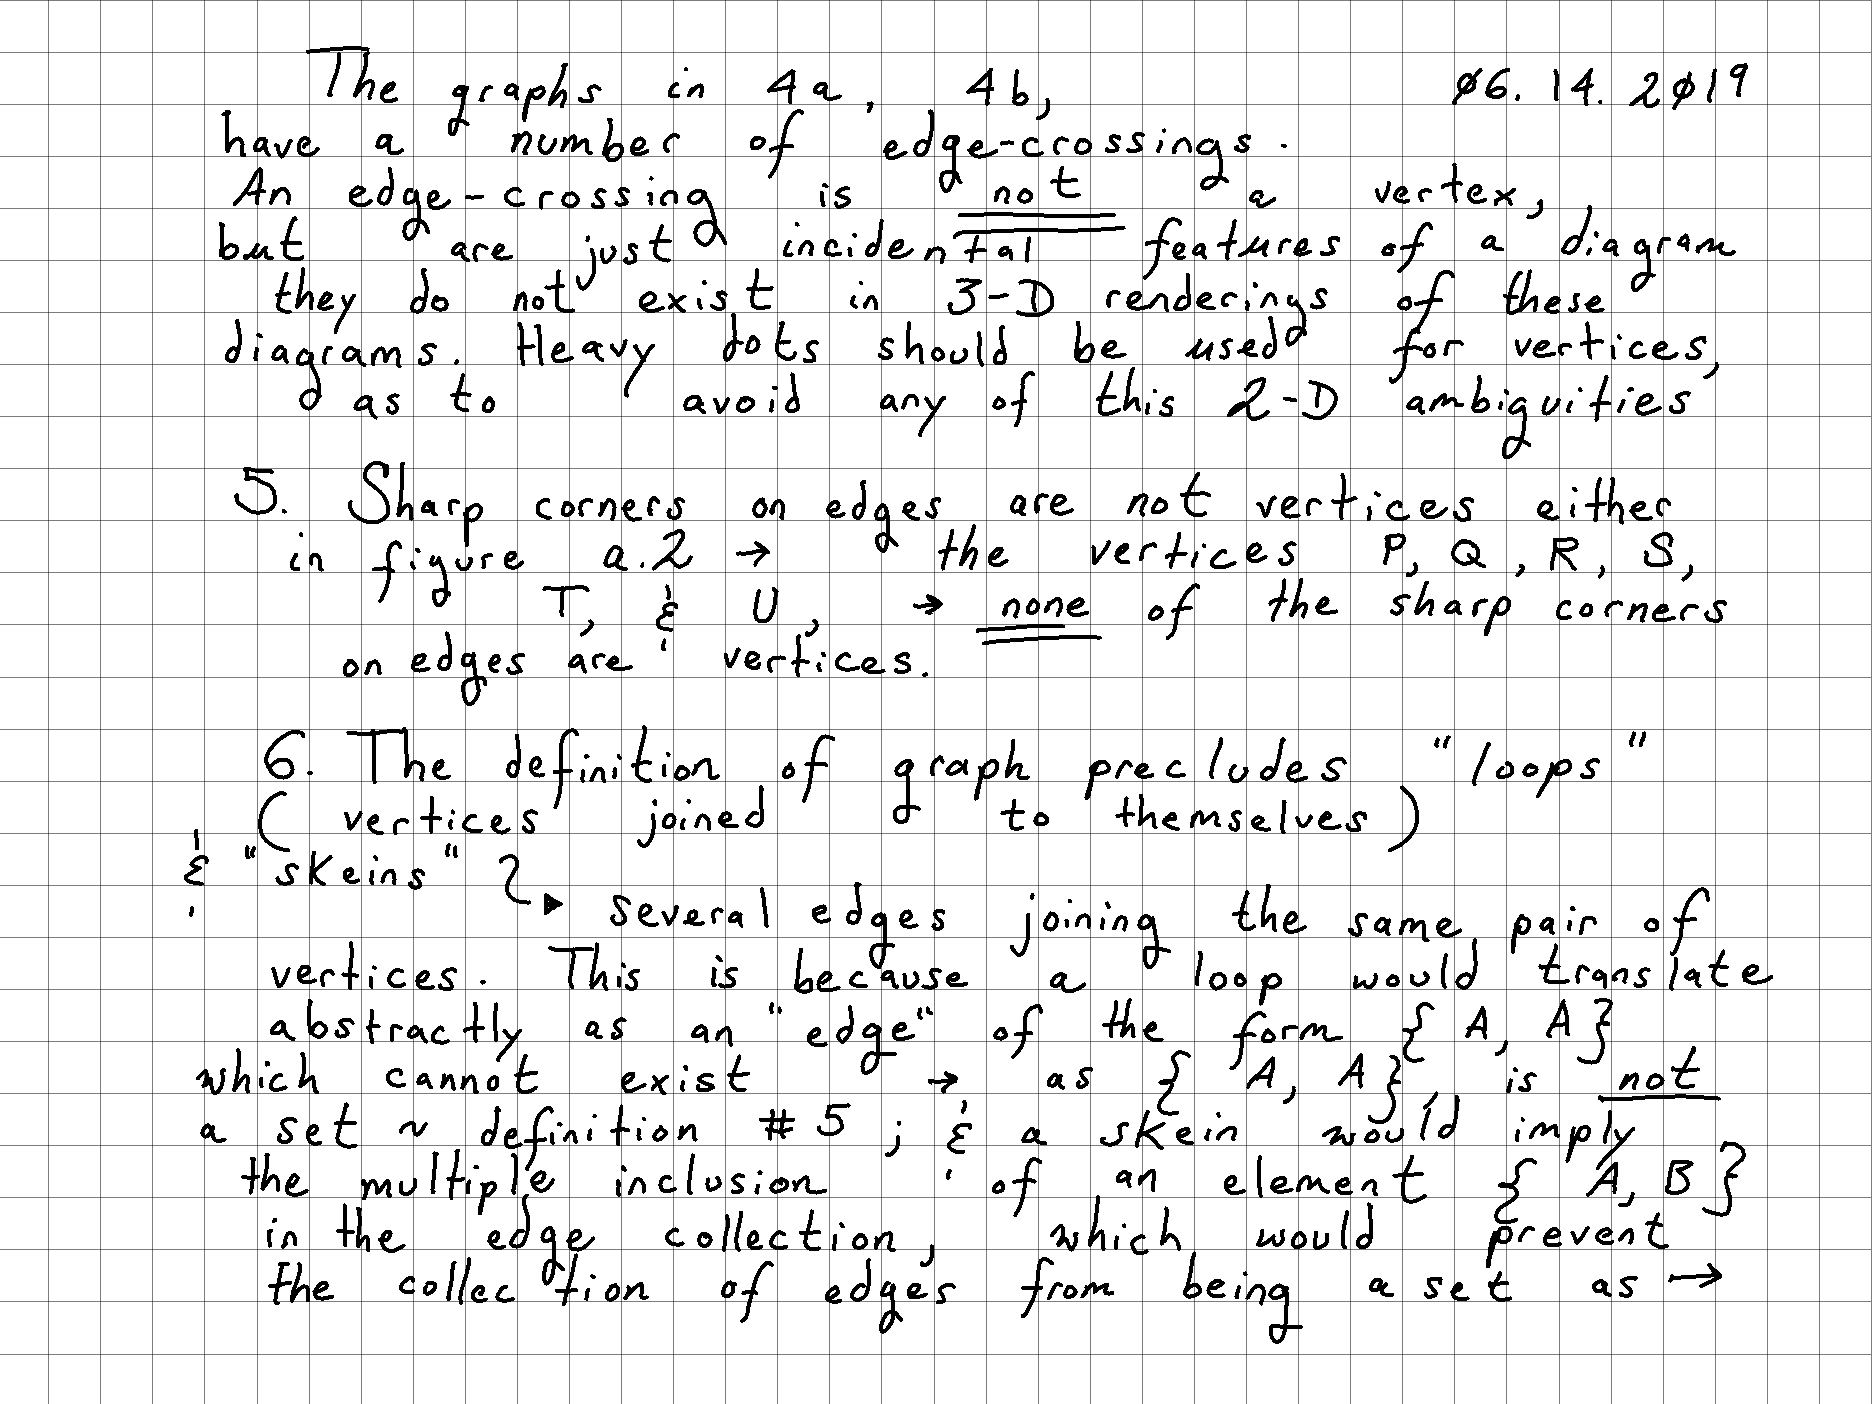 The graphs in 4a, 4b, 06.14.2019
have a number of edge-crossings.
An edge-crossing is not a vertex,
but are just incidental features of a diagram
they do not exist in 3-D renderings of these
diagrams. Heavy dots should be used for vertices,
as to avoid any of this 2-D ambiguities
5. Sharp corners on edges are not vertices either
in figure a.2 → the vertices P, Q, R, S,
T, & U, → none of the sharp corners
on edges are vertices.
6. The definition of graph precludes "loops"
(vertices joined to themselves)
& "skeins"
several edges joining the same pair of
vertices. This is because a loop would translate
abstractly as an "edge" of the form { A, A }
which cannot exist → as { A, A }, is not
a set ~ definition #5 ; & a skein would imply
the multiple inclusion of an element { A, B }
in the edge collection, which would prevent
the collection of edges from being a set as →